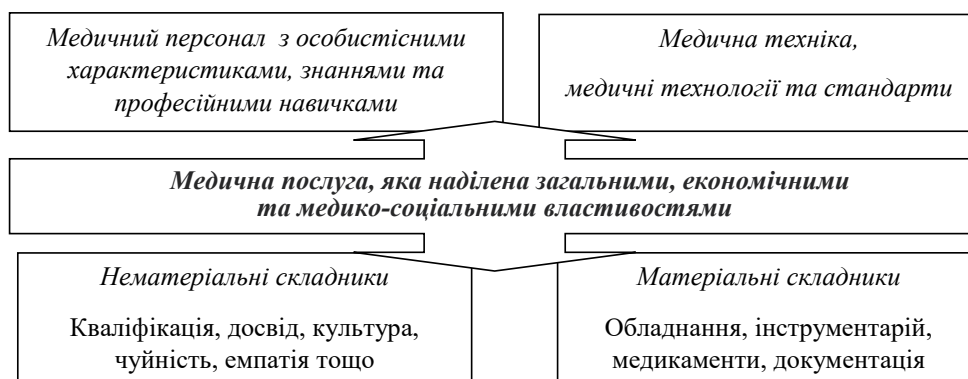 Медичний персонал з особистісними
характеристиками, знаннями та
професійними навичками
Медична техніка,
медичні технології та стандарти
Медична послуга, яка наділена загальними, економічними
та медико-соціальними властивостями
Нематеріальні складники
Кваліфікація, досвід, культура,
чуйність, емпатія тощо
Матеріальні складники
Обладнання, інструментарій,
медикаменти, документація